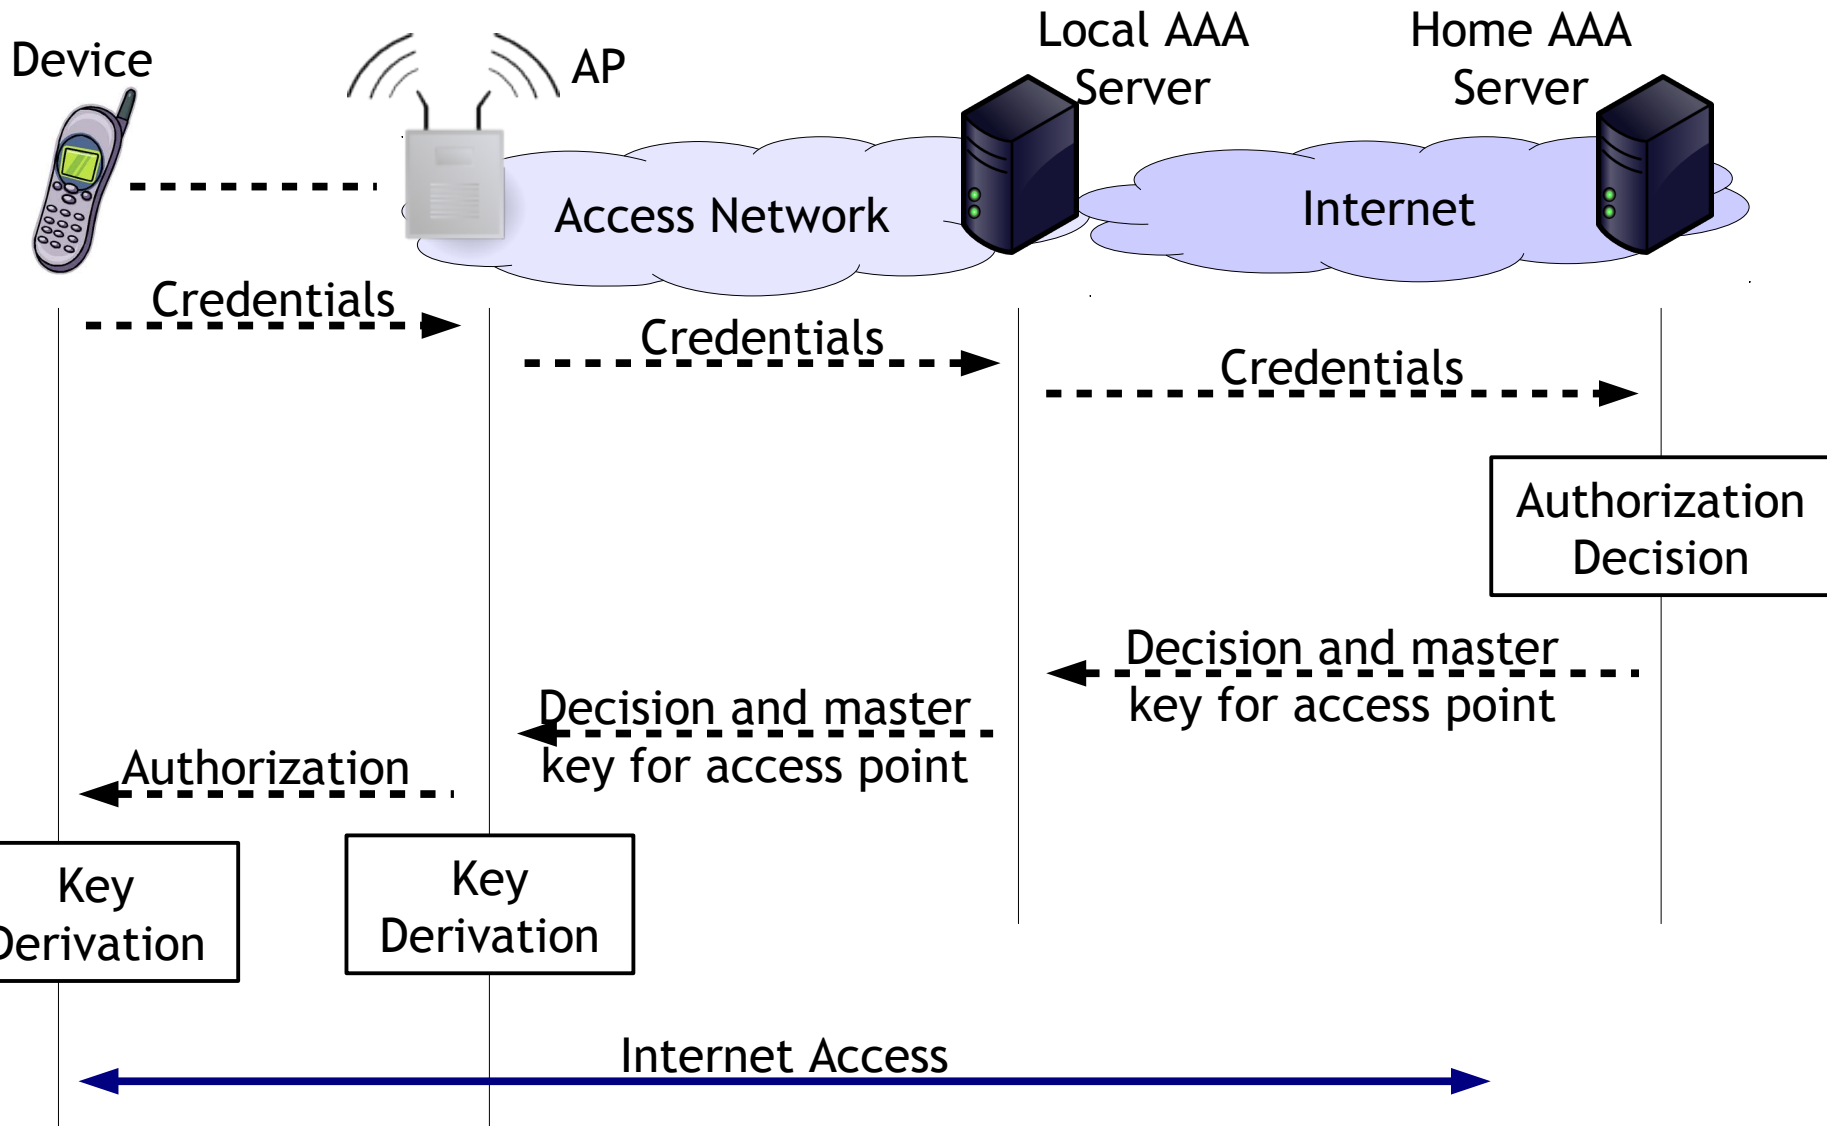 Device
AP
Local AAA
Server
Home AAA
Server
Access Network
Internet
Credentials
Credentials
Credentials
Authorization
Decision
Decision and master
key for access point
Decision and master
key for access point
Authorization
Key
Derivation
Key
Derivation
Internet Access